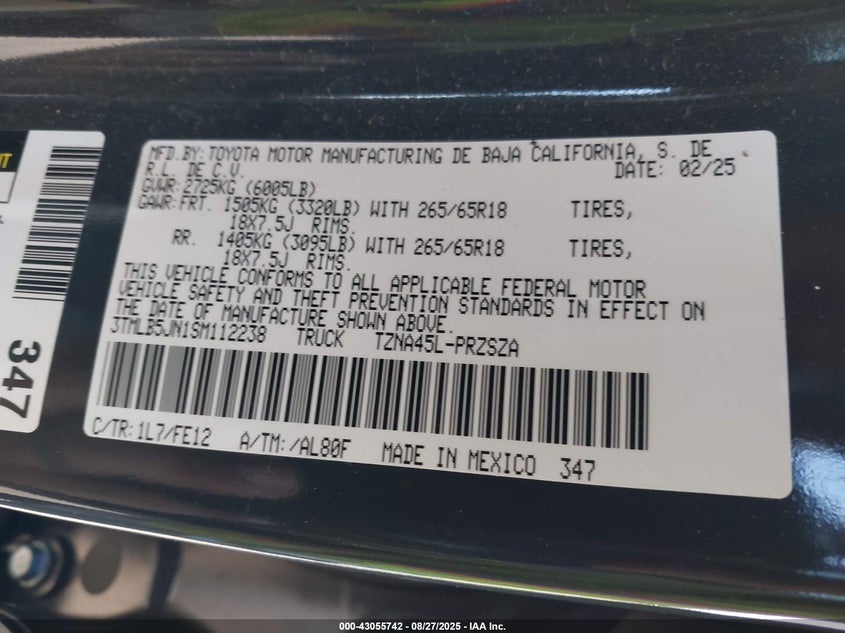 MFD.BY: TOYOTA MOTOR MANUFACTURING DE BAJA CALIFORNIA, S. DE
R.L. DE C.V. DATE: 02/25
GVWR: 2725KG (6005LB)
GAWR: FRT. 1505KG (3320LB) WITH 265/65R18 TIRES,
18X7.5J RIMS.
RR. 1405KG (3095LB) WITH 265/65R18 TIRES,
18X7.5J RIMS.
THIS VEHICLE CONFORMS TO ALL APPLICABLE FEDERAL MOTOR
VEHICLE SAFETY AND THEFT PREVENTION STANDARDS IN EFFECT ON
THE DATE OF MANUFACTURE SHOWN ABOVE.
3TMLB5JN1SM112238 TRUCK TZNA45L-PRZSZA
C/TR: 1L7/FE12 A/TM: /AL80F MADE IN MEXICO 347
347
000-43055742 - 08/27/2025 - IAA Inc.